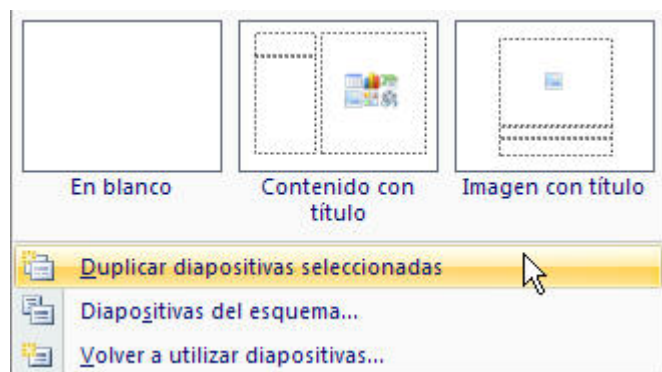 En blanco
Contenido con
título
Imagen con título
Duplicar diapositivas seleccionadas
Diapositivas del esquema...
Volver a utilizar diapositivas...